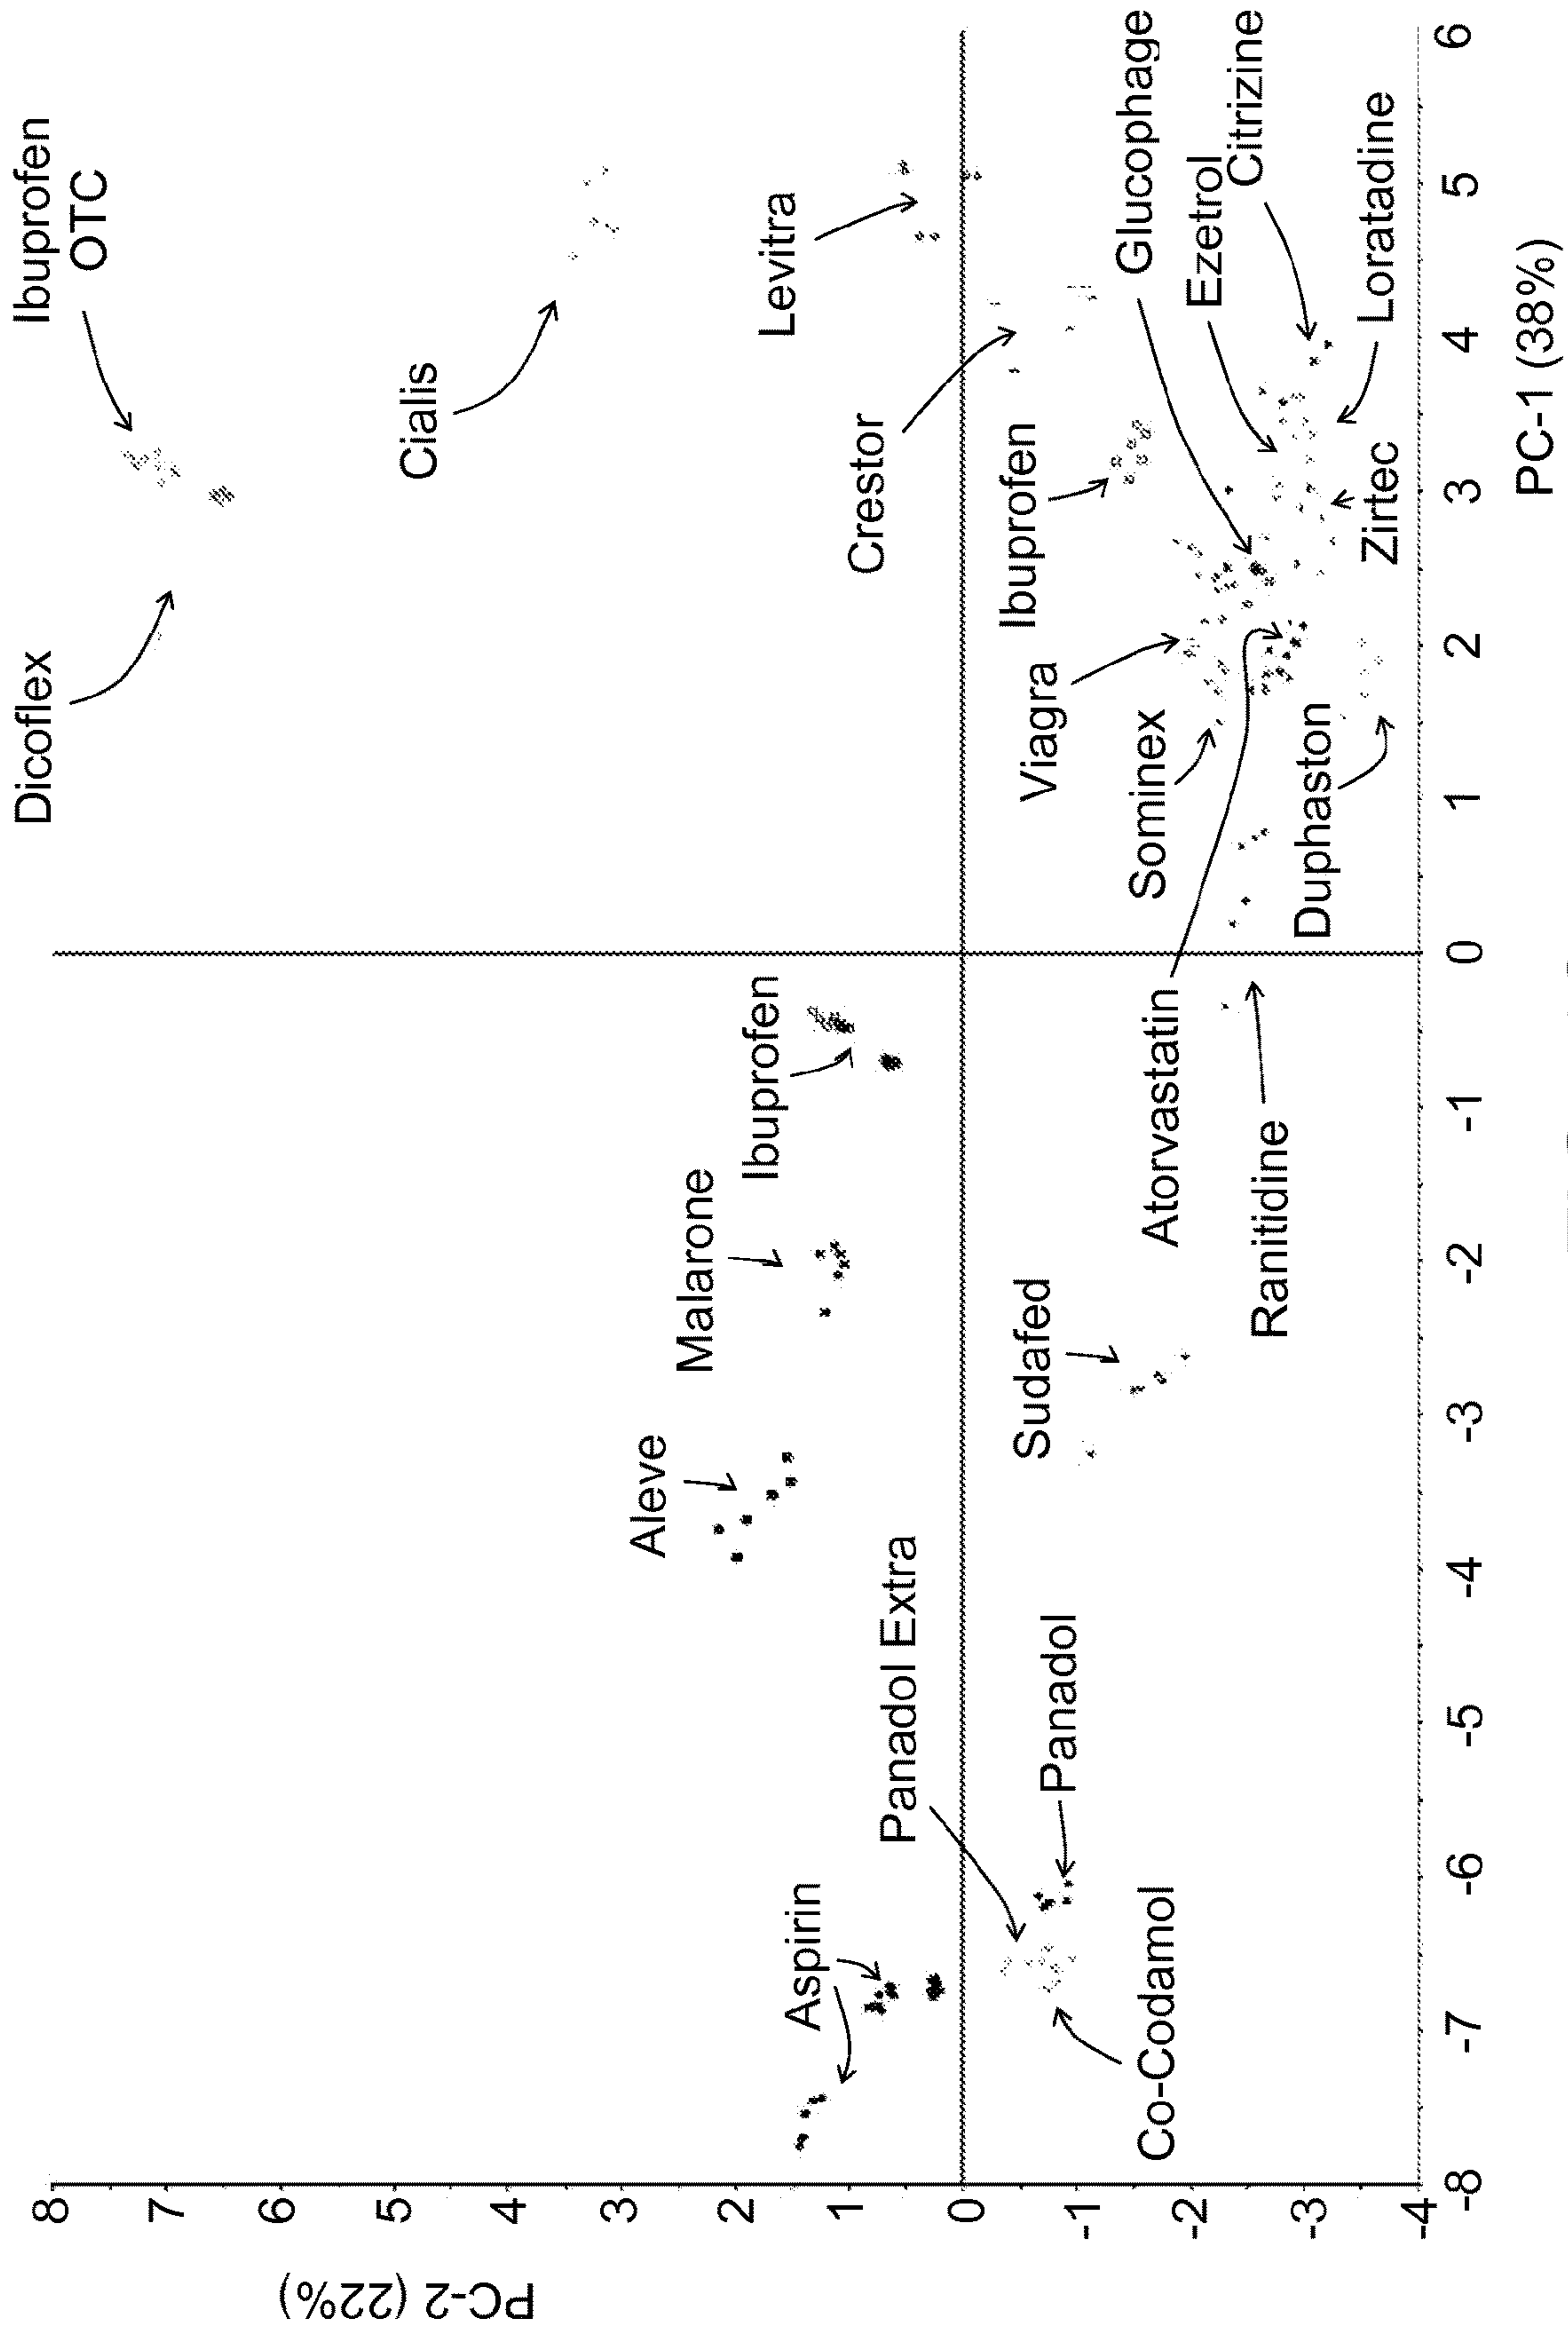 PC-2 (22%)
8
7
6
5
4
3
2
1
0
-1
-2
-3
-4
-8
-7
-6
-5
-4
-3
-2
-1
0
1
2
3
4
5
6
PC-1 (38%)
Aspirin
Co-Codamol
Panadol Extra
Panadol
Aleve
Malarone
Sudafed
Ibuprofen
Ranitidine
Atorvastatin
Dicoflex
Ibuprofen
OTC
Cialis
Levitra
Crestor
Ibuprofen
Viagra
Sominex
Duphaston
Glucophage
Ezetrol
Citrizine
Loratadine
Zirtec